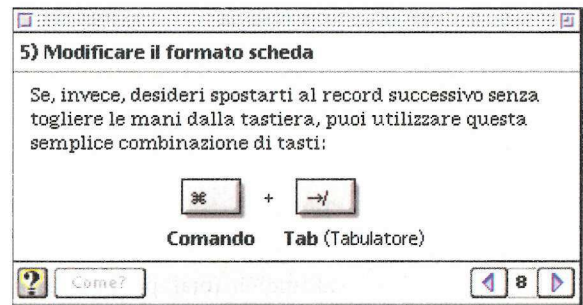 5) Modificare il formato scheda
Se, invece, desideri spostarti al record successivo senza
togliere le mani dalla tastiera, puoi utilizzare questa
semplice combinazione di tasti:
⌘ + →/
Comando Tab (Tabulatore)
? Come? 8